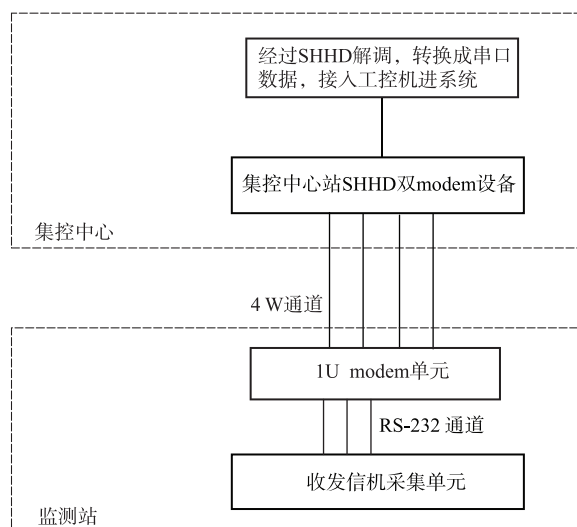 经过SHHD解调，转换成串口
数据，接入工控机进系统
集控中心站SHHD双modem设备
集控中心
4 W通道
1U modem单元
RS-232 通道
收发信机采集单元
监测站